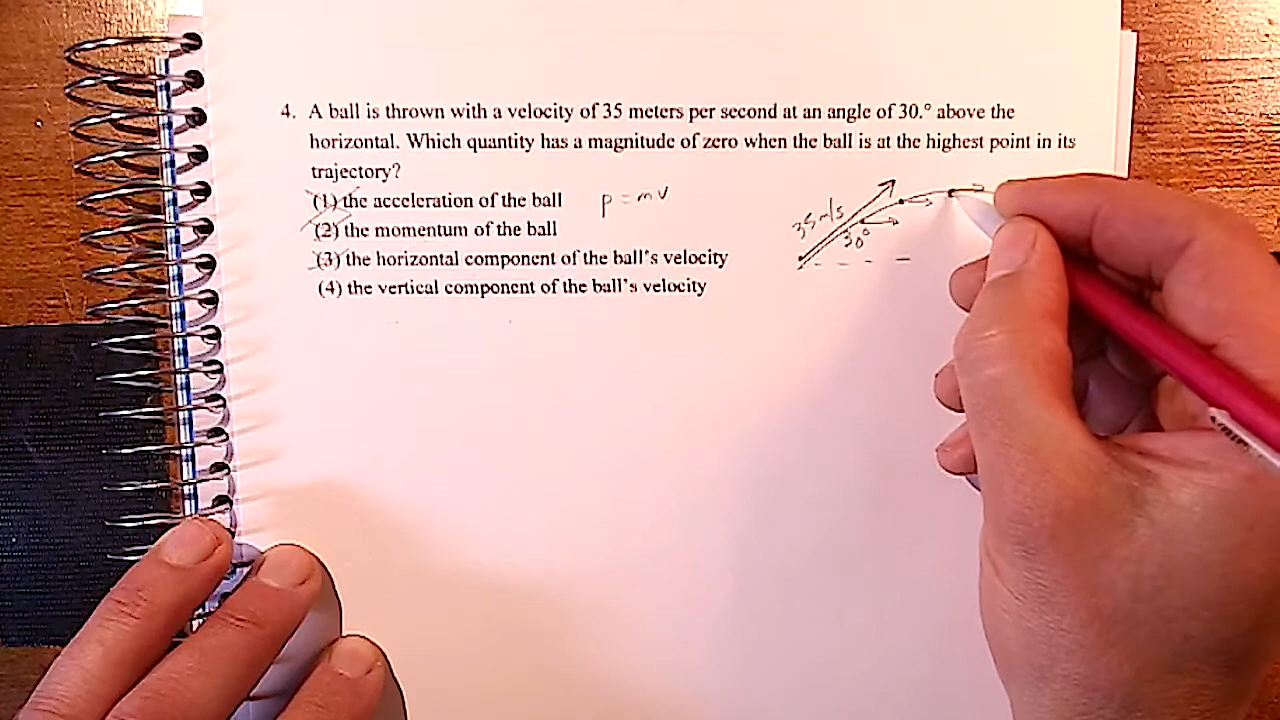 4. A ball is thrown with a velocity of 35 meters per second at an angle of 30.° above the
horizontal. Which quantity has a magnitude of zero when the ball is at the highest point in its
trajectory?
(1) the acceleration of the ball
p = mv
(2) the momentum of the ball
(3) the horizontal component of the ball's velocity
(4) the vertical component of the ball's velocity
35 m/s
30°